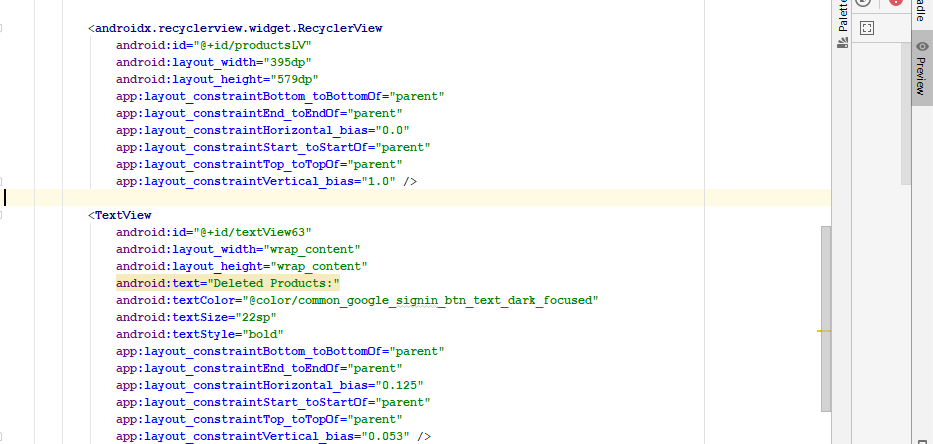 <androidx.recyclerview.widget.RecyclerView
android:id="@+id/productsLV"
android:layout_width="395dp"
android:layout_height="579dp"
app:layout_constraintBottom_toBottomOf="parent"
app:layout_constraintEnd_toEndOf="parent"
app:layout_constraintHorizontal_bias="0.0"
app:layout_constraintStart_toStartOf="parent"
app:layout_constraintTop_toTopOf="parent"
app:layout_constraintVertical_bias="1.0" />
<TextView
android:id="@+id/textView63"
android:layout_width="wrap_content"
android:layout_height="wrap_content"
android:text="Deleted Products:"
android:textColor="@color/common_google_signin_btn_text_dark_focused"
android:textSize="22sp"
android:textStyle="bold"
app:layout_constraintBottom_toBottomOf="parent"
app:layout_constraintEnd_toEndOf="parent"
app:layout_constraintHorizontal_bias="0.125"
app:layout_constraintStart_toStartOf="parent"
app:layout_constraintTop_toTopOf="parent"
app:layout_constraintVertical_bias="0.053" />
Palette
adle
Preview